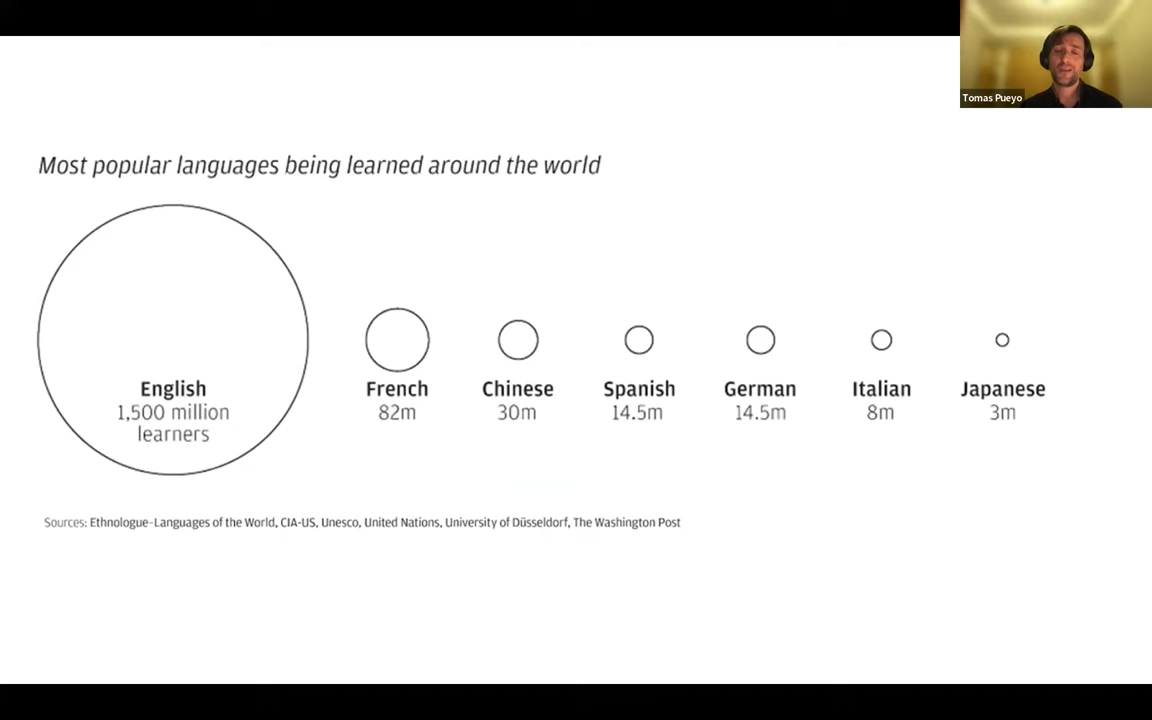 Tomas Pueyo
Most popular languages being learned around the world
English
1,500 million
learners
French
82m
Chinese
30m
Spanish
14.5m
German
14.5m
Italian
8m
Japanese
3m
Sources: Ethnologue-Languages of the World, CIA-US, Unesco, United Nations, University of Düsseldorf, The Washington Post